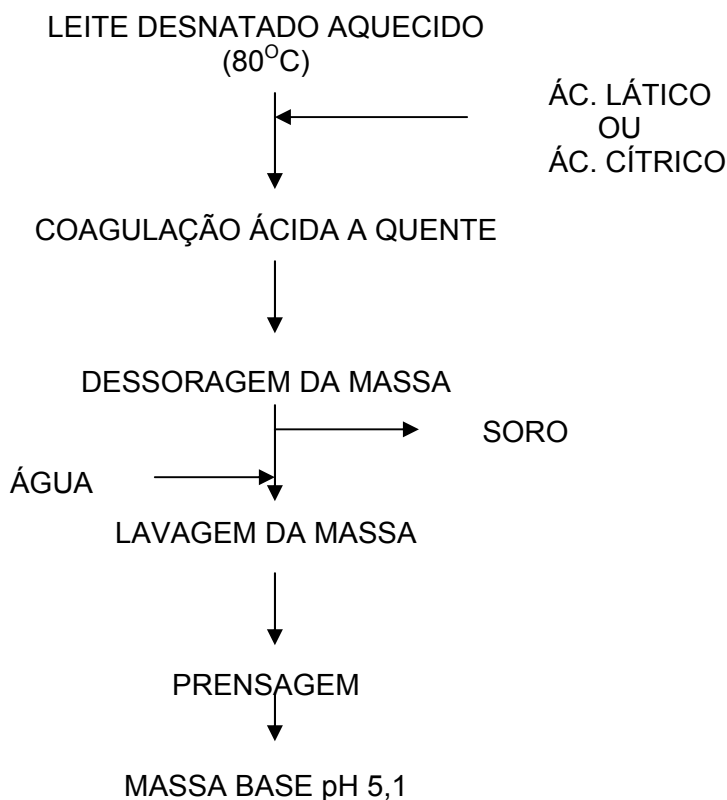 LEITE DESNATADO AQUECIDO
(80ºC)
ÁC. LÁTICO
OU
ÁC. CÍTRICO
COAGULAÇÃO ÁCIDA A QUENTE
DESSORAGEM DA MASSA
SORO
ÁGUA
LAVAGEM DA MASSA
PRENSAGEM
MASSA BASE pH 5,1